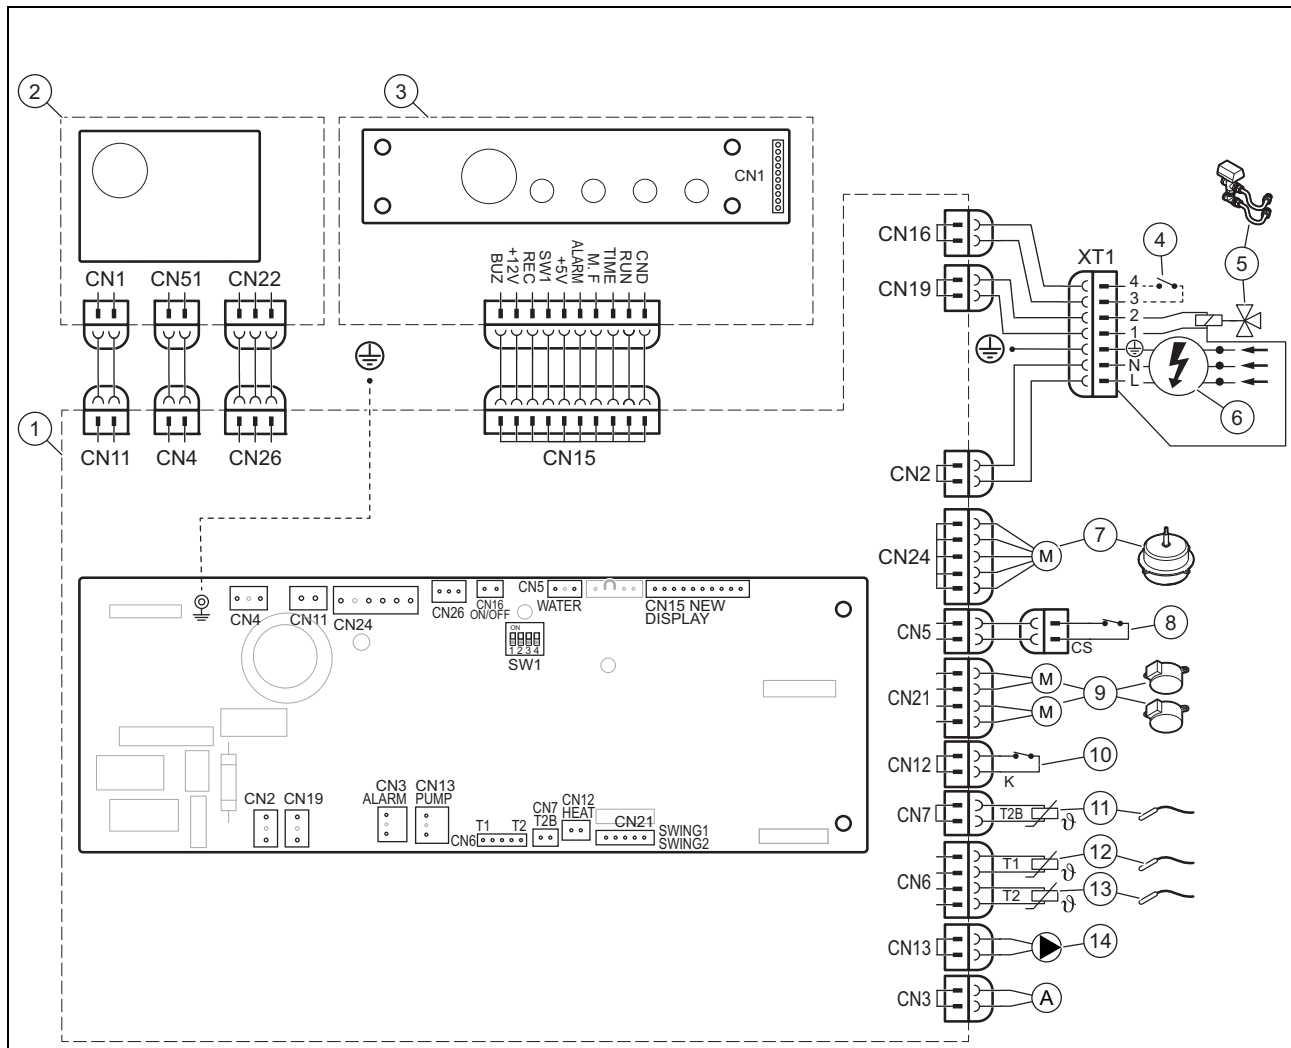 2
3
CN1
CN1 CN51 CN22
BUZ
+12V
REC
SW1
+5V
ALARM
M. F
TIME
RUN
CND
CN16
CN19
XT1
4
3
2
1
N
L
4
5
6
1
CN11 CN4 CN26
CN15
CN2
CN24
M
7
CN5
CS
8
CN21
M
M
9
CN12
K
10
CN7
T2B
ϑ
11
CN6
T1
ϑ
12
T2
ϑ
13
CN13
14
CN3
A
CN4
CN11
CN24
CN26
CN16
ON/OFF
CN5
WATER
CN15 NEW
DISPLAY
ON
1 2 3 4
SW1
CN2 CN19
CN3
ALARM
CN13
PUMP
T1 T2
CN6
CN7
T2B
CN12
HEAT
CN21
SWING1
SWING2